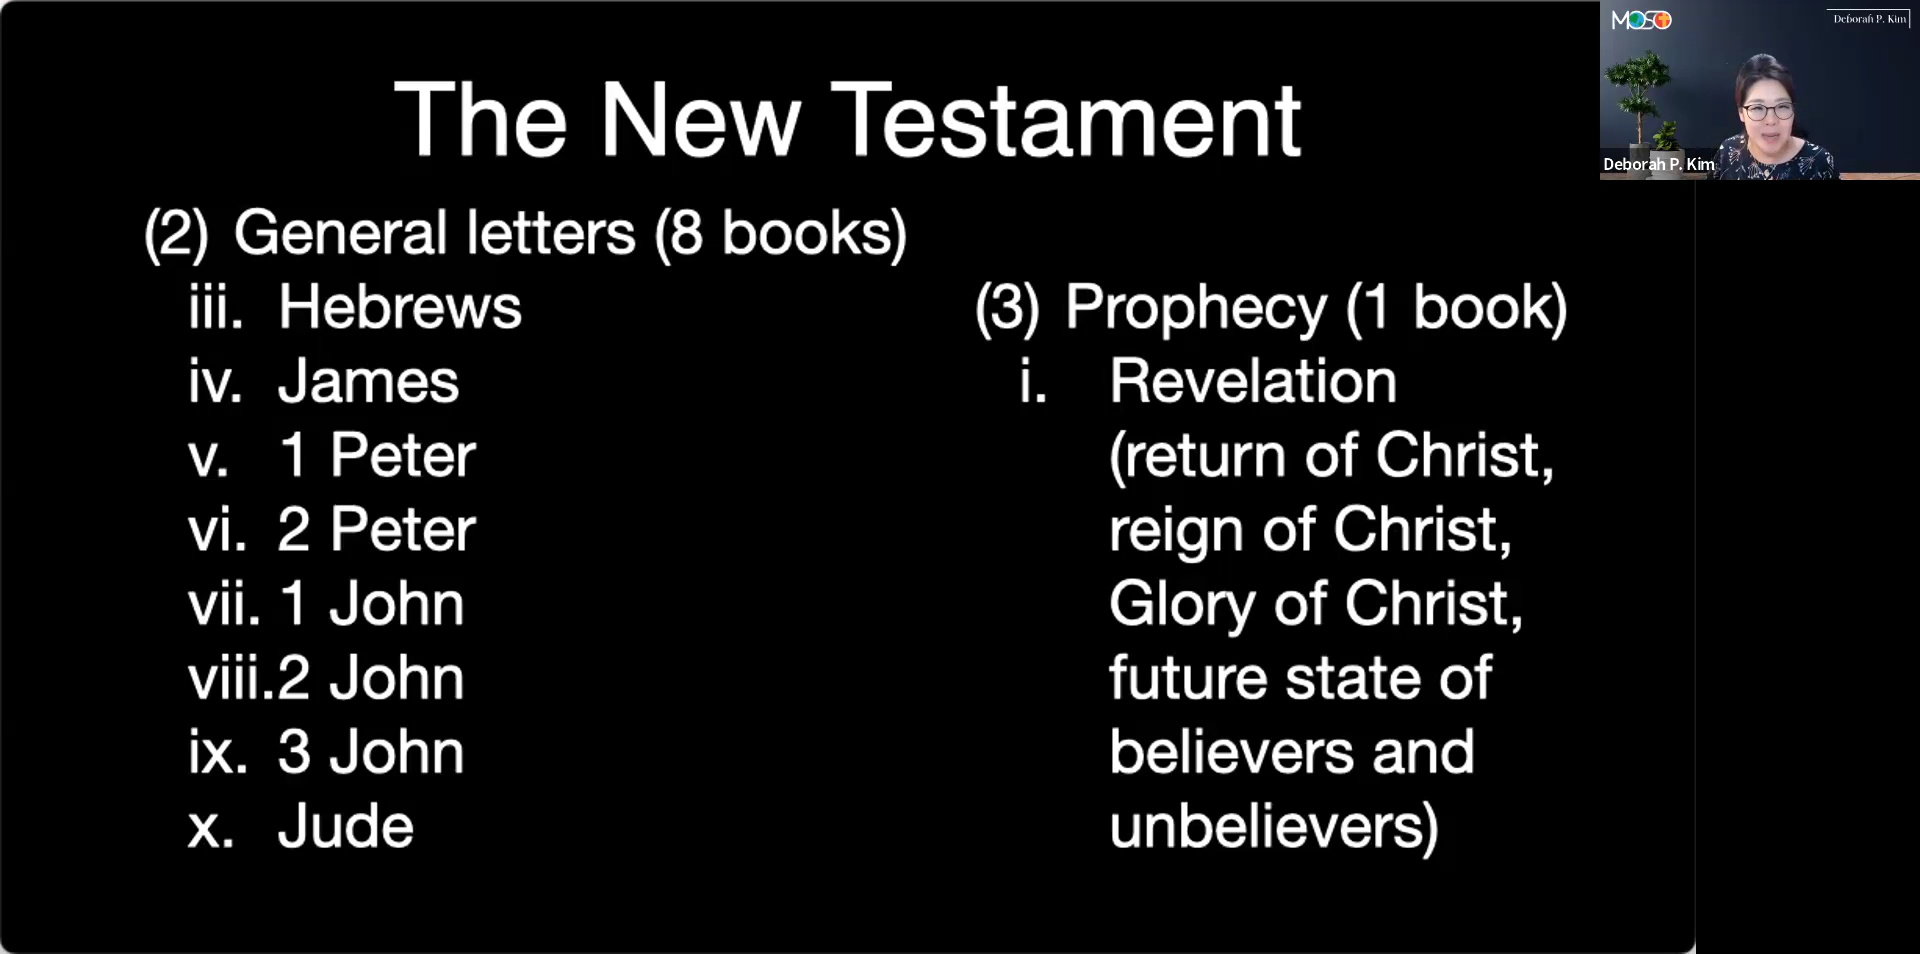 The New Testament
(2) General letters (8 books)
iii. Hebrews
iv. James
v. 1 Peter
vi. 2 Peter
vii. 1 John
viii.2 John
ix. 3 John
x. Jude
(3) Prophecy (1 book)
i. Revelation
(return of Christ,
reign of Christ,
Glory of Christ,
future state of
believers and
unbelievers)
MOSO
Deborah P. Kim
Deborah P. Kim